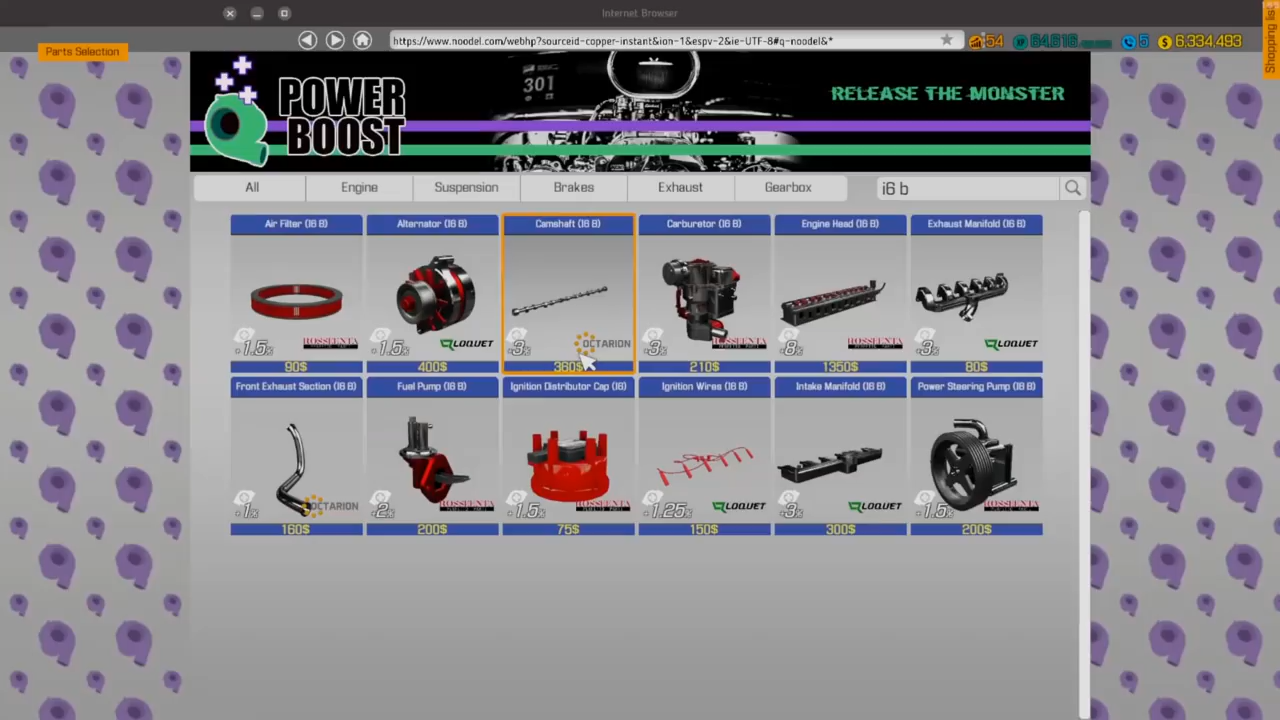 Internet Browser
Parts Selection
https://www.noodel.com/webhp?sourceid-copper-instant&ion-1&espv-2&ie-UTF-8#q-noodel&*
54
5
$ 6,334,493
Shopping list
301
POWER
BOOST
RELEASE THE MONSTER
All
Engine
Suspension
Brakes
Exhaust
Gearbox
i6 b
Air Filter (I6 B)
Alternator (I6 B)
Camshaft (I6 B)
Carburetor (I6 B)
Engine Head (I6 B)
Exhaust Manifold (I6 B)
+1.5%
+1.5%
LOQUET
+3%
OCTARION
+3%
+8%
+3%
LOQUET
90$
400$
380$
210$
1350$
80$
Front Exhaust Section (I6 B)
Fuel Pump (I6 B)
Ignition Distributor Cap (I6)
Ignition Wires (I6 B)
Intake Manifold (I6 B)
Power Steering Pump (I6 B)
+1%
OCTARION
+2%
+1.5%
+1.25%
LOQUET
+3%
LOQUET
+1.5%
160$
200$
75$
150$
300$
200$